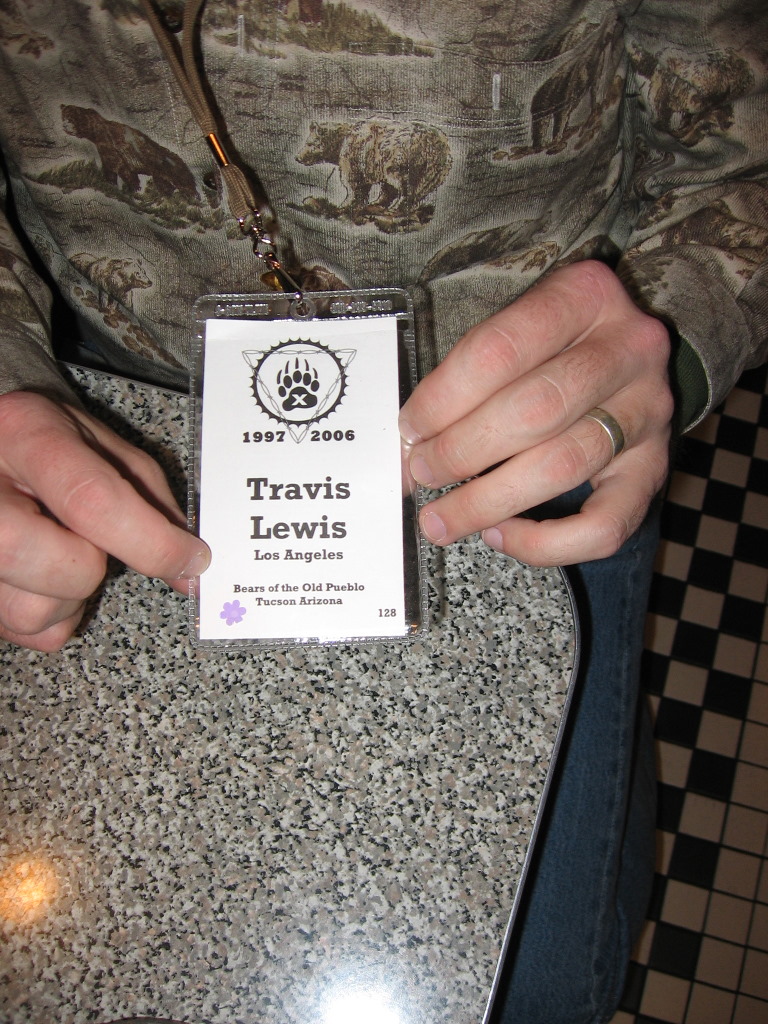 X
1997 2006
Travis
Lewis
Los Angeles
Bears of the Old Pueblo
Tucson Arizona
128